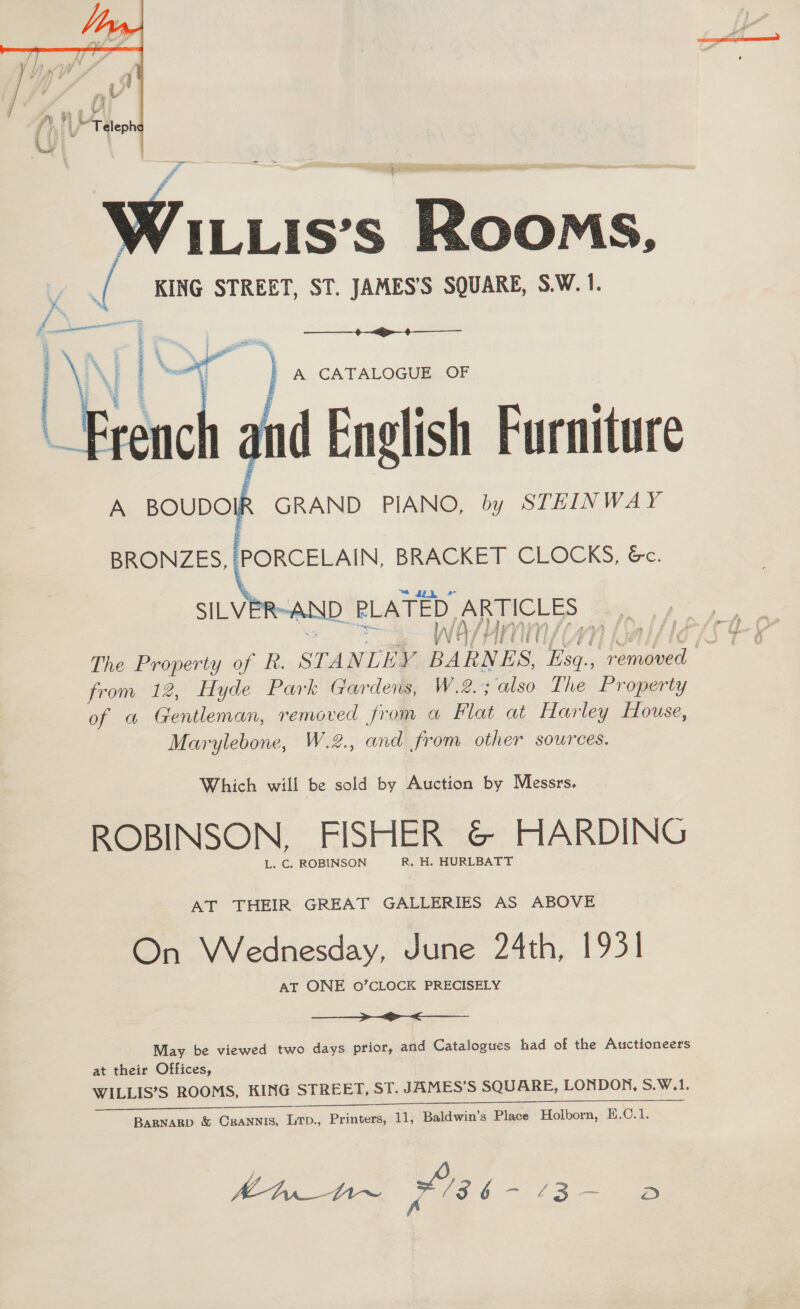 Telepho
WILLIS'S ROOMS,
KING STREET, ST. JAMES'S SQUARE, S.W. 1.
A CATALOGUE OF
French and English Furniture
A BOUDOIR GRAND PIANO, by STEINWAY
BRONZES, PORCELAIN, BRACKET CLOCKS, &c.
SILVER AND PLATED ARTICLES
The Property of R. STANLEY BARNES, Esq., removed
from 12, Hyde Park Gardens, W.2.; also The Property
of a Gentleman, removed from a Flat at Harley House,
Marylebone, W.2., and from other sources.
Which will be sold by Auction by Messrs.
ROBINSON, FISHER & HARDING
L. C. ROBINSON R. H. HURLBATT
AT THEIR GREAT GALLERIES AS ABOVE
On Wednesday, June 24th, 1931
AT ONE O'CLOCK PRECISELY
May be viewed two days prior, and Catalogues had of the Auctioneers
at their Offices,
WILLIS'S ROOMS, KING STREET, ST. JAMES'S SQUARE, LONDON, S.W.1.
BARNARD & CRANNIS, LTD., Printers, 11, Baldwin's Place Holborn, E.C.1.
£136-13-